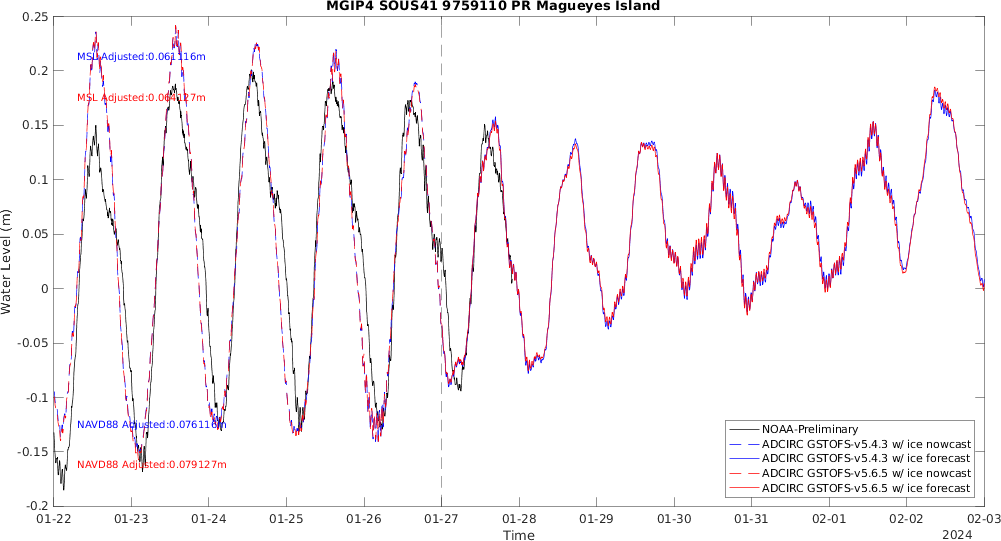 MGIP4 SOUS41 9759110 PR Magueyes Island
0.25
0.2
0.15
0.1
0.05
0
-0.05
-0.1
-0.15
-0.2
Water Level (m)
MSL Adjusted:0.061116m
MSL Adjusted:0.064127m
NAVD88 Adjusted:0.076116m
NAVD88 Adjusted:0.079127m
NOAA-Preliminary
ADCIRC GSTOFS-v5.4.3 w/ ice nowcast
ADCIRC GSTOFS-v5.4.3 w/ ice forecast
ADCIRC GSTOFS-v5.6.5 w/ ice nowcast
ADCIRC GSTOFS-v5.6.5 w/ ice forecast
01-22 01-23 01-24 01-25 01-26 01-27 01-28 01-29 01-30 01-31 02-01 02-02 02-03
Time
2024